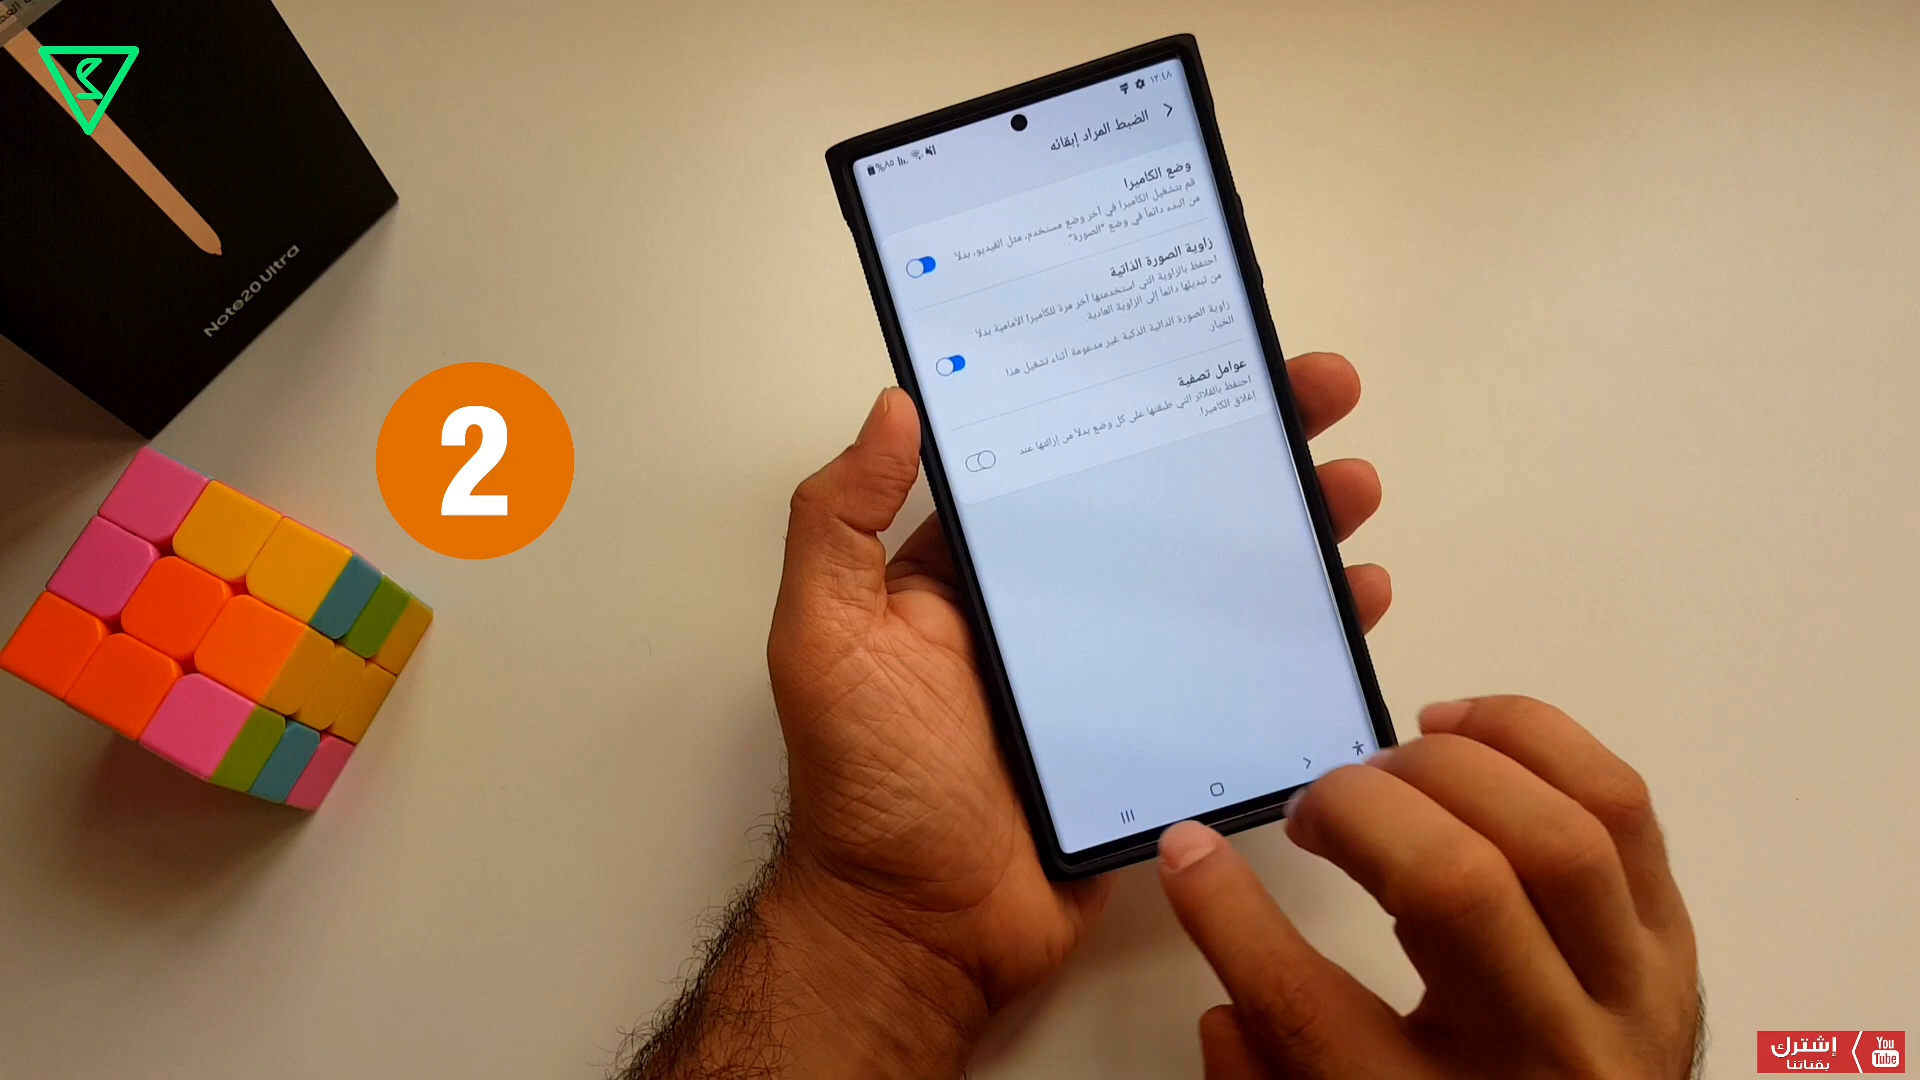 ١٢:٤٨
%٨٥
الضبط المراد إبقائه
وضع الكاميرا
قم بتشغيل الكاميرا في آخر وضع مستخدم، مثل الفيديو، بدلاً
من البدء دائماً في وضع "الصورة".
زاوية الصورة الذاتية
احتفظ بالزاوية التي استخدمتها آخر مرة للكاميرا الأمامية بدلاً
من تبديلها دائماً إلى الزاوية العادية.
زاوية الصورة الذاتية الذكية غير مدعومة أثناء تشغيل هذا
الخيار.
عوامل تصفية
احتفظ بالفلاتر التي طبقتها على كل وضع بدلاً من إزالتها عند
إغلاق الكاميرا.
Note20 Ultra
2
إشترك
بقناتنا
You
Tube